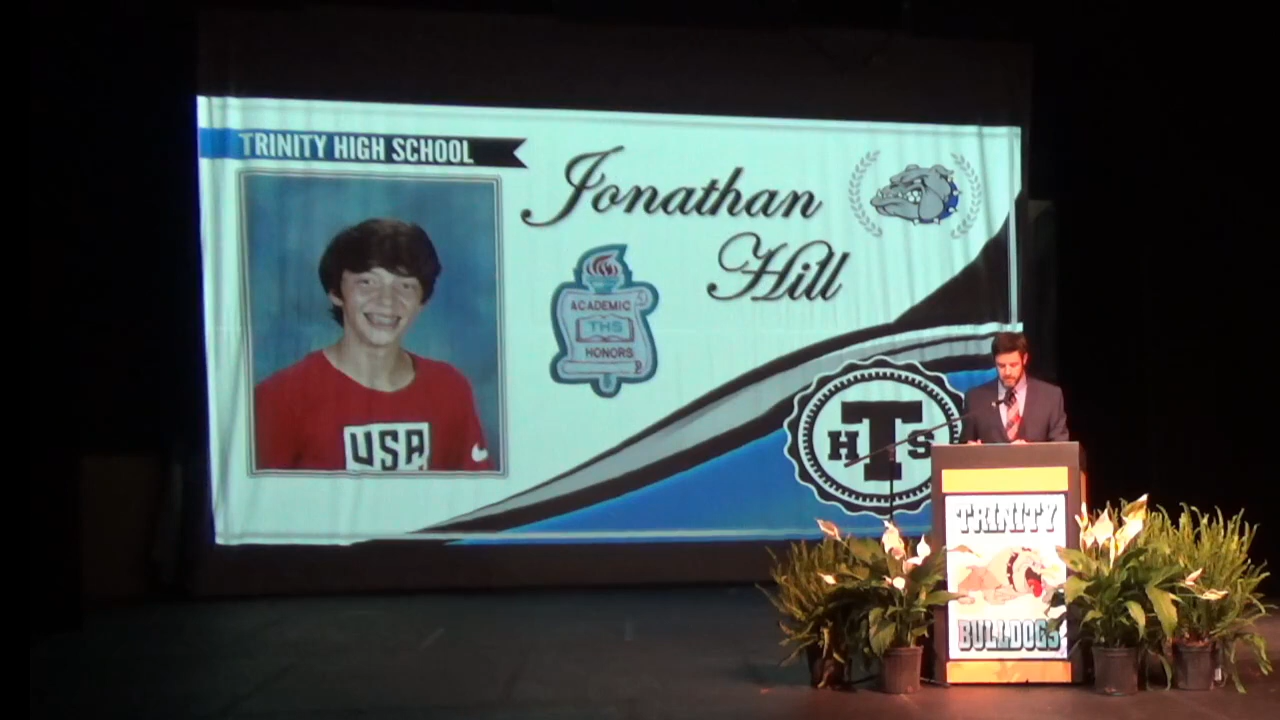 TRINITY HIGH SCHOOL
Jonathan
Hill
ACADEMIC
THS
HONORS
USA
H T S
TRINITY
BULLDOGS